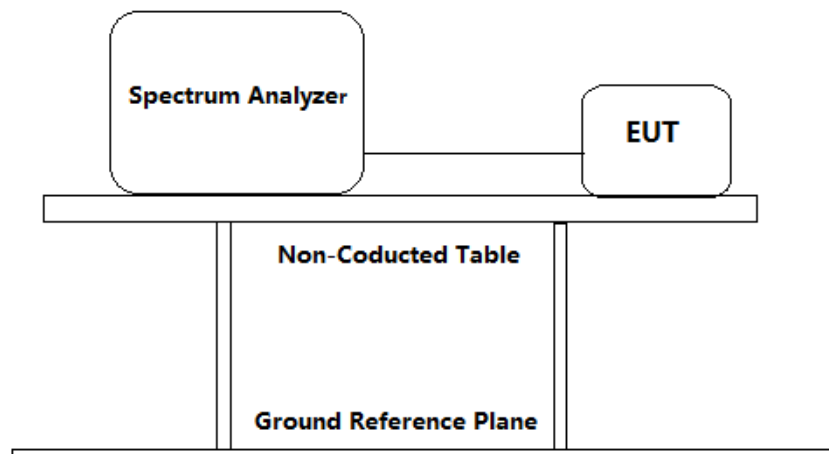 Spectrum Analyzer
EUT
Non-Coducted Table
Ground Reference Plane